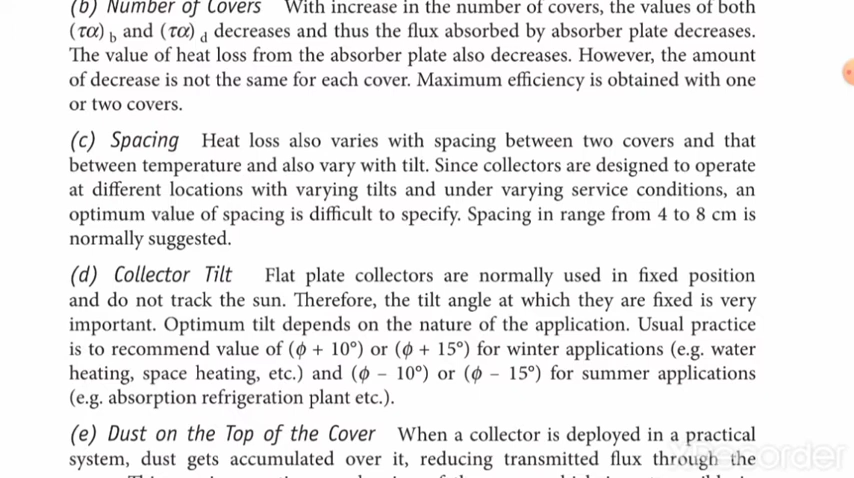 (b) Number of Covers With increase in the number of covers, the values of both
(τα) b and (τα) d decreases and thus the flux absorbed by absorber plate decreases.
The value of heat loss from the absorber plate also decreases. However, the amount
of decrease is not the same for each cover. Maximum efficiency is obtained with one
or two covers.
(c) Spacing Heat loss also varies with spacing between two covers and that
between temperature and also vary with tilt. Since collectors are designed to operate
at different locations with varying tilts and under varying service conditions, an
optimum value of spacing is difficult to specify. Spacing in range from 4 to 8 cm is
normally suggested.
(d) Collector Tilt Flat plate collectors are normally used in fixed position
and do not track the sun. Therefore, the tilt angle at which they are fixed is very
important. Optimum tilt depends on the nature of the application. Usual practice
is to recommend value of (ϕ + 10°) or (ϕ + 15°) for winter applications (e.g. water
heating, space heating, etc.) and (ϕ – 10°) or (ϕ – 15°) for summer applications
(e.g. absorption refrigeration plant etc.).
(e) Dust on the Top of the Cover When a collector is deployed in a practical
system, dust gets accumulated over it, reducing transmitted flux through the
XRecorder